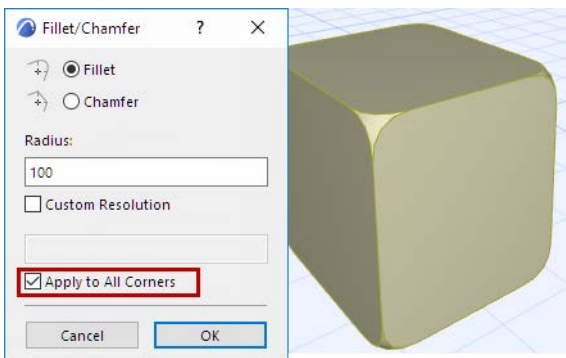 Fillet/Chamfer ? ×
Fillet
Chamfer
Radius:
100
Custom Resolution
Apply to All Corners
Cancel OK